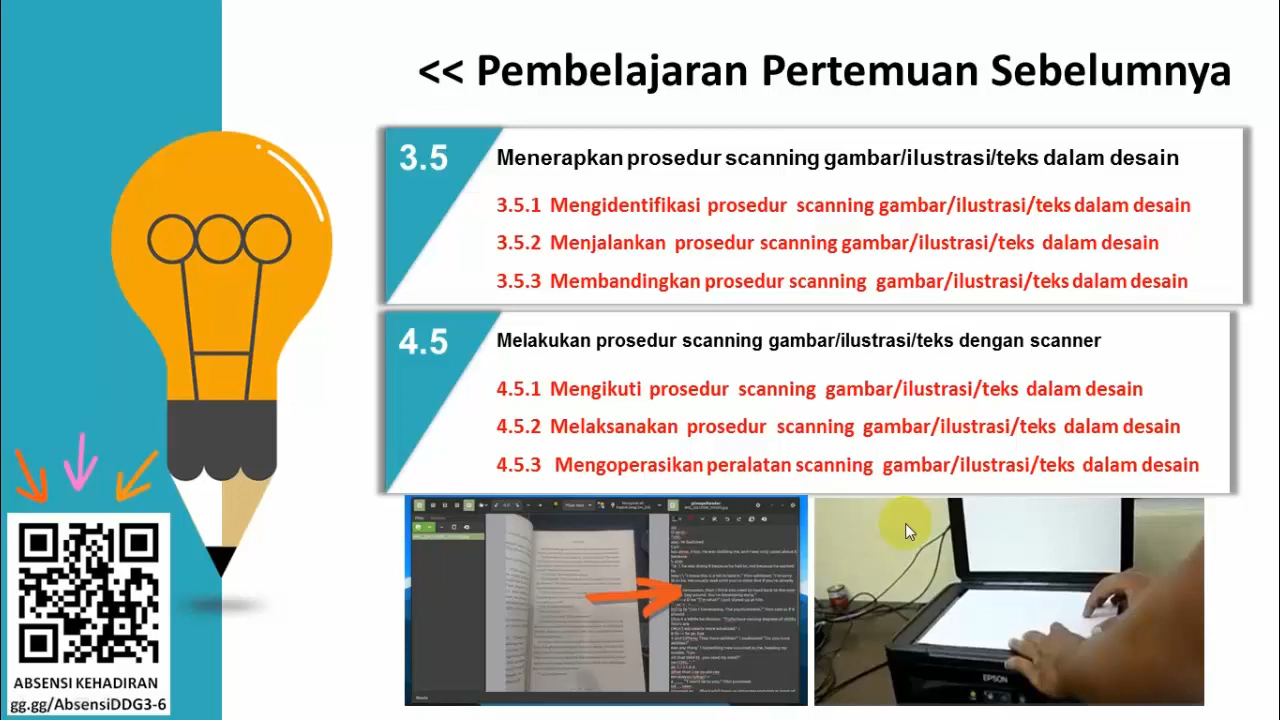 << Pembelajaran Pertemuan Sebelumnya
3.5
Menerapkan prosedur scanning gambar/ilustrasi/teks dalam desain
3.5.1 Mengidentifikasi prosedur scanning gambar/ilustrasi/teks dalam desain
3.5.2 Menjalankan prosedur scanning gambar/ilustrasi/teks dalam desain
3.5.3 Membandingkan prosedur scanning gambar/ilustrasi/teks dalam desain
4.5
Melakukan prosedur scanning gambar/ilustrasi/teks dengan scanner
4.5.1 Mengikuti prosedur scanning gambar/ilustrasi/teks dalam desain
4.5.2 Melaksanakan prosedur scanning gambar/ilustrasi/teks dalam desain
4.5.3 Mengoperasikan peralatan scanning gambar/ilustrasi/teks dalam desain
EPSON
ABSENSI KEHADIRAN
gg.gg/AbsensiDDG3-6